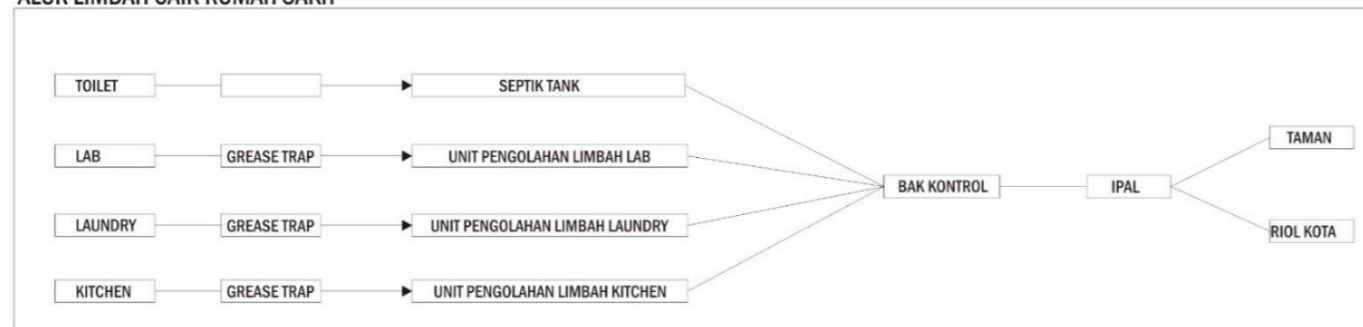 TOILET
SEPTIK TANK
LAB
GREASE TRAP
UNIT PENGOLAHAN LIMBAH LAB
LAUNDRY
GREASE TRAP
UNIT PENGOLAHAN LIMBAH LAUNDRY
KITCHEN
GREASE TRAP
UNIT PENGOLAHAN LIMBAH KITCHEN
BAK KONTROL
IPAL
TAMAN
RIOL KOTA